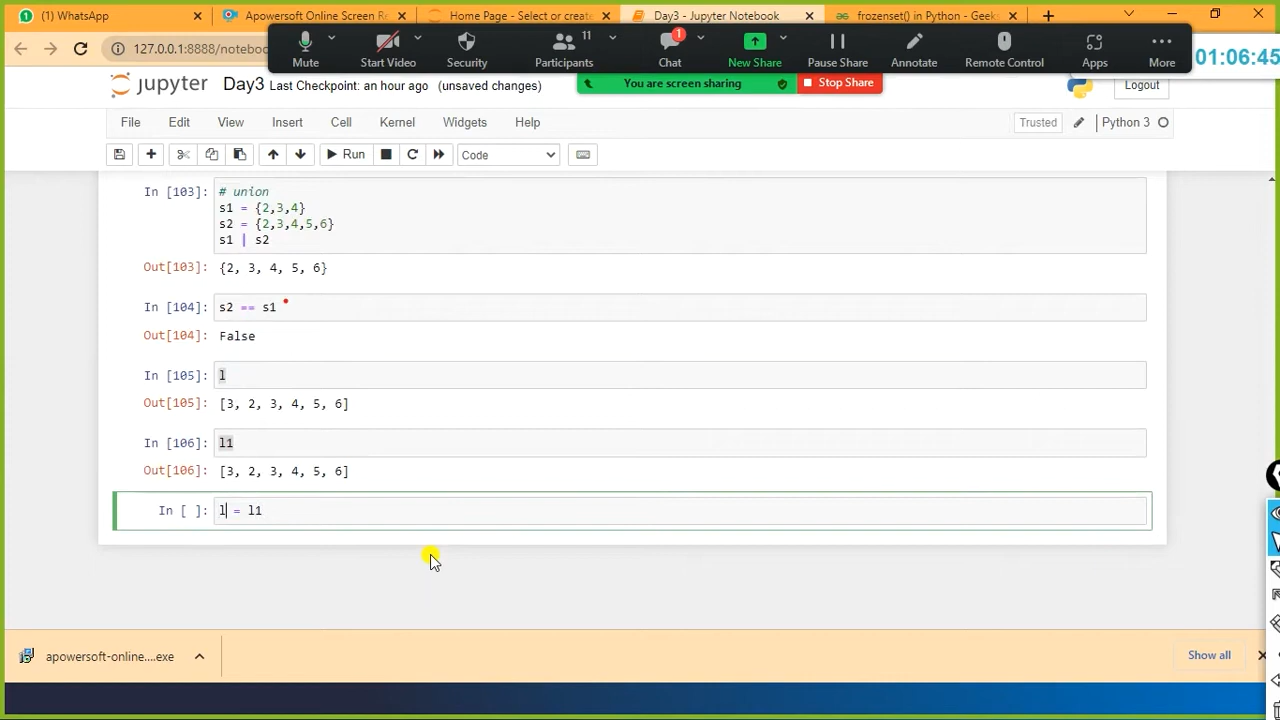 (1) WhatsApp
Apowersoft Online Screen Re
Home Page - Select or create
Day3 - Jupyter Notebook
frozenset() in Python - Geeks
127.0.0.1:8888/notebo
Mute
Start Video
Security
11
Participants
1
Chat
New Share
Pause Share
Annotate
Remote Control
Apps
More
01:06:45
You are screen sharing
Stop Share
jupyter
Day3 Last Checkpoint: an hour ago (unsaved changes)
Logout
File Edit View Insert Cell Kernel Widgets Help
Trusted
Python 3
Run
Code
In [103]:
# union
s1 = {2,3,4}
s2 = {2,3,4,5,6}
s1 | s2
Out[103]: {2, 3, 4, 5, 6}
In [104]: s2 == s1
Out[104]: False
In [105]: l
Out[105]: [3, 2, 3, 4, 5, 6]
In [106]: l1
Out[106]: [3, 2, 3, 4, 5, 6]
In [ ]: l = l1
apowersoft-online....exe
Show all